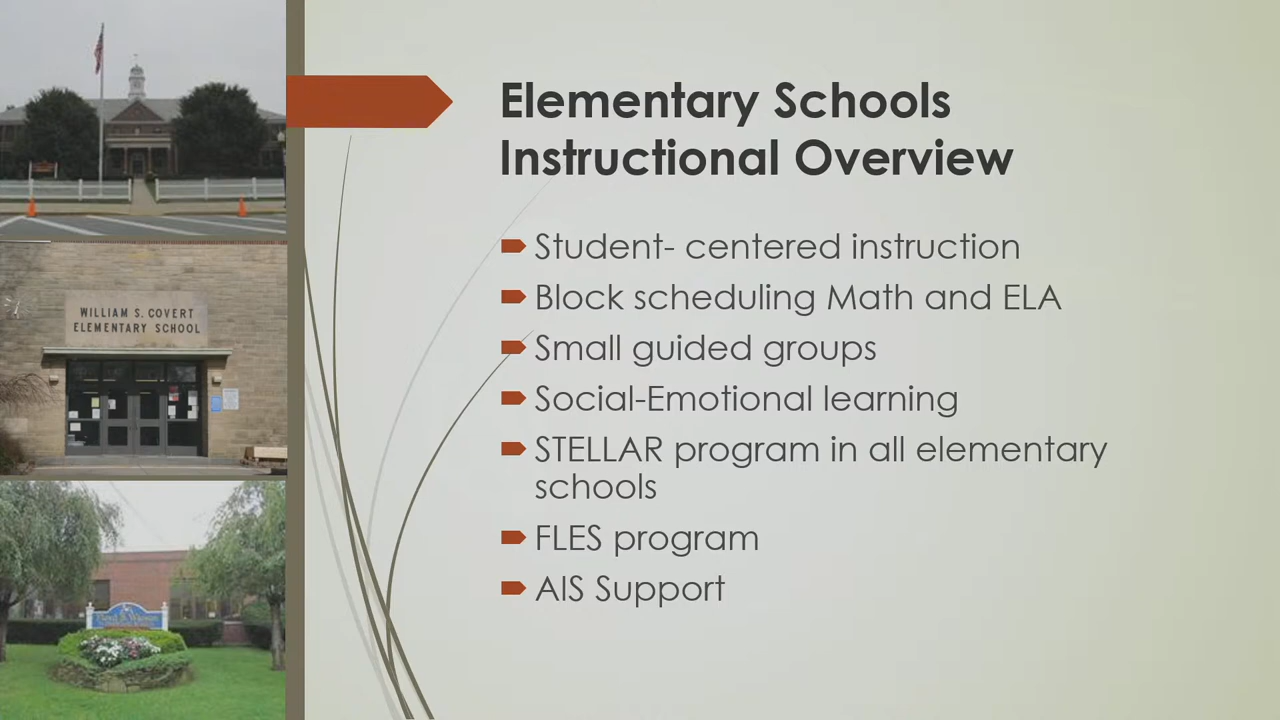 Elementary Schools
Instructional Overview
Student- centered instruction
Block scheduling Math and ELA
Small guided groups
Social-Emotional learning
STELLAR program in all elementary
schools
FLES program
AIS Support
WILLIAM S. COVERT
ELEMENTARY SCHOOL